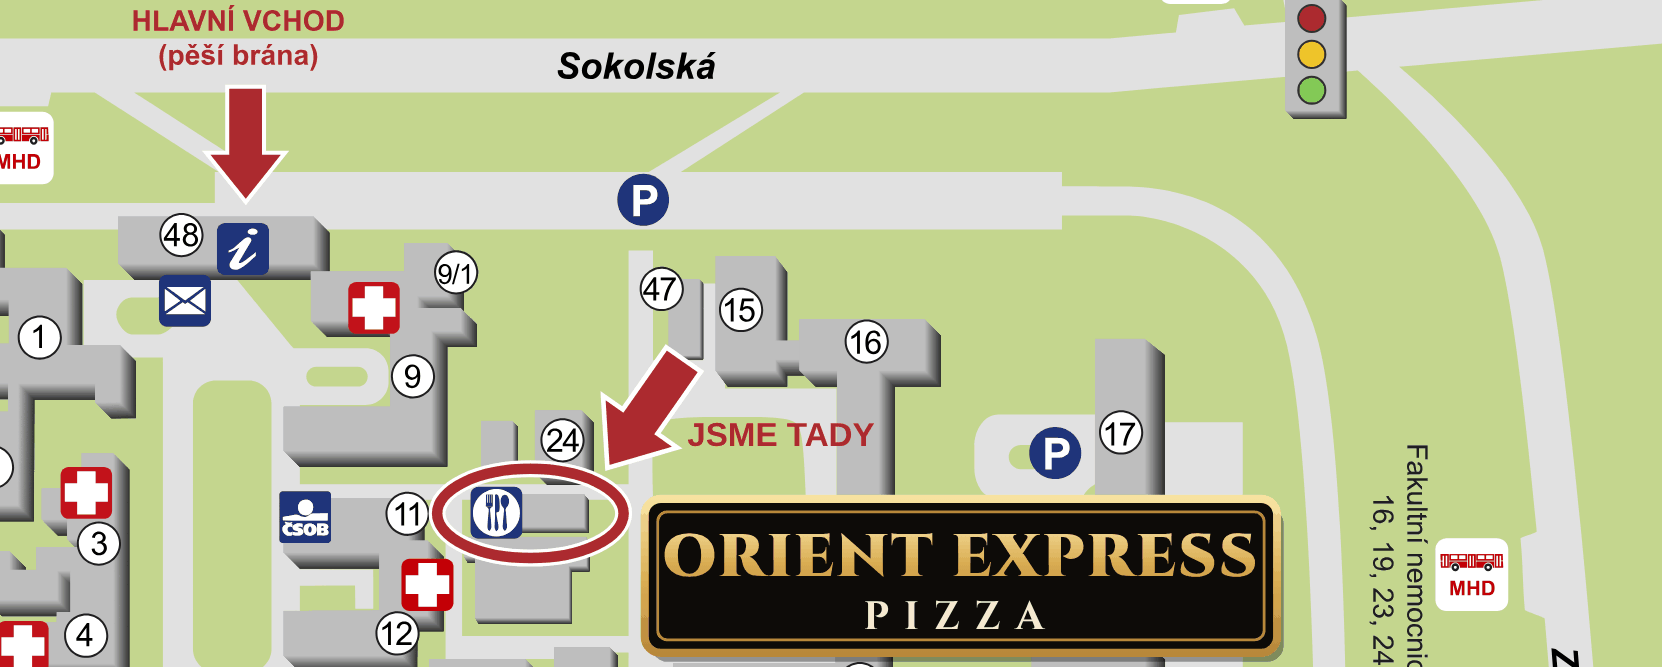 HLAVNÍ VCHOD
(pěší brána)
Sokolská
MHD
P
48
i
9/1
47
15
1
16
9
JSME TADY
24
17
P
ČSOB
11
3
ORIENT EXPRESS
PIZZA
12
4
Fakultní nemocnic
16, 19, 23, 24
MHD